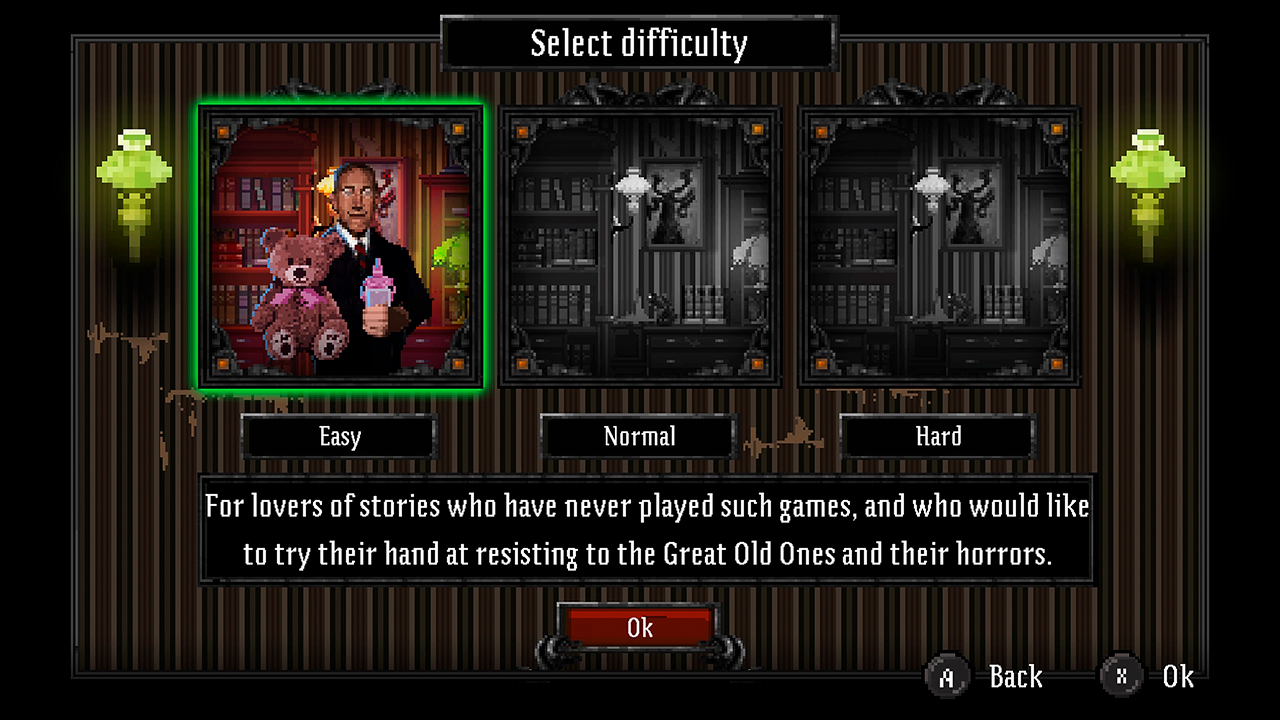 Select difficulty
Easy
Normal
Hard
For lovers of stories who have never played such games, and who would like
to try their hand at resisting to the Great Old Ones and their horrors.
Ok
A Back
X Ok